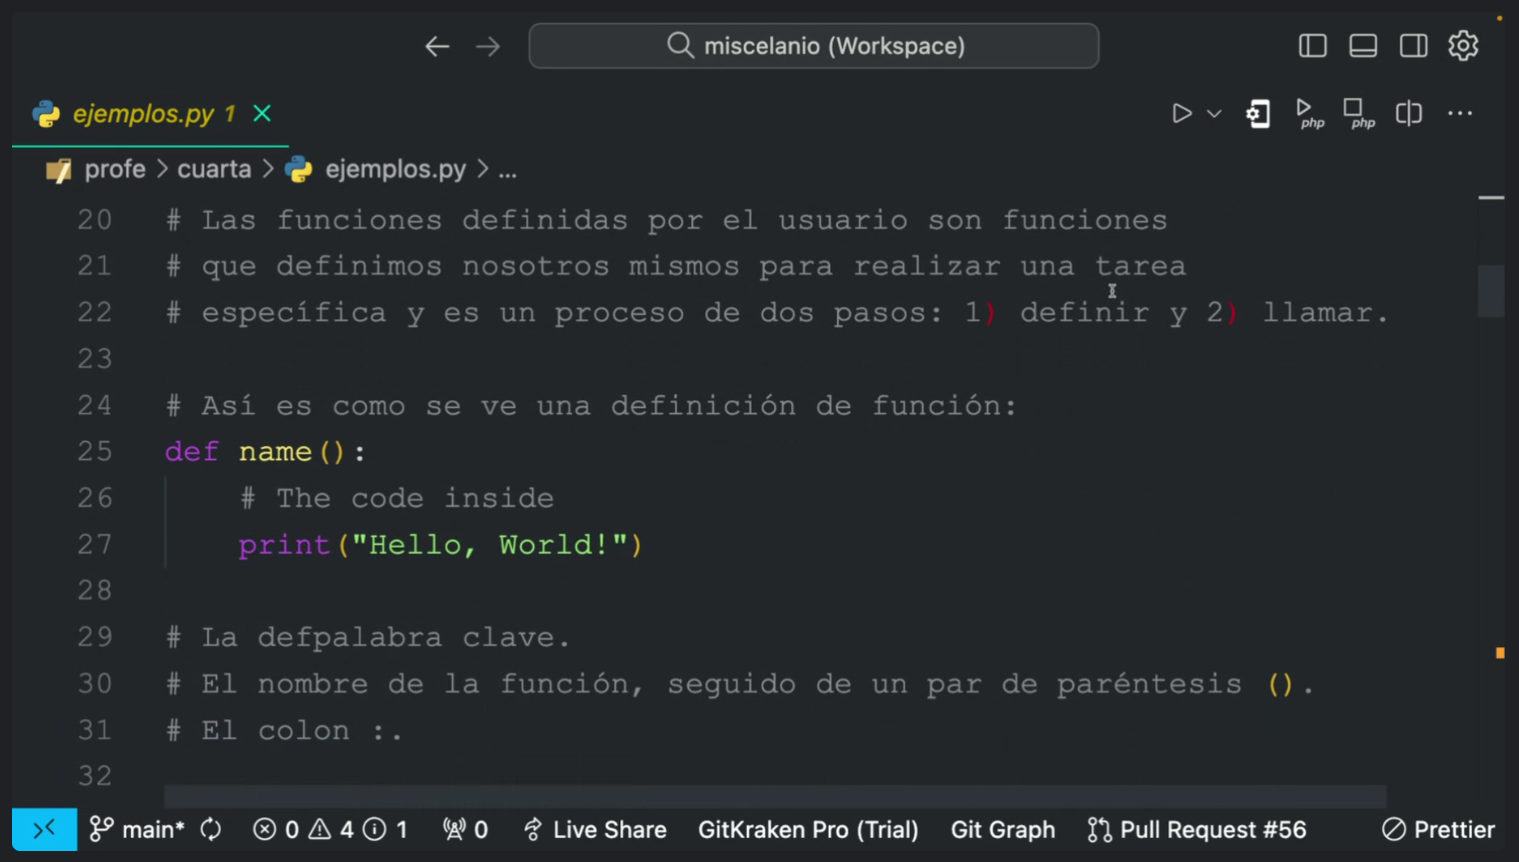 miscelanio (Workspace)
ejemplos.py 1
php php
profe > cuarta > ejemplos.py > ...
20 # Las funciones definidas por el usuario son funciones
21 # que definimos nosotros mismos para realizar una tarea
22 # específica y es un proceso de dos pasos: 1) definir y 2) llamar.
23
24 # Así es como se ve una definición de función:
25 def name():
26 # The code inside
27 print("Hello, World!")
28
29 # La defpalabra clave.
30 # El nombre de la función, seguido de un par de paréntesis ().
31 # El colon :.
32
main* 0 4 1 0 Live Share GitKraken Pro (Trial) Git Graph Pull Request #56 Prettier